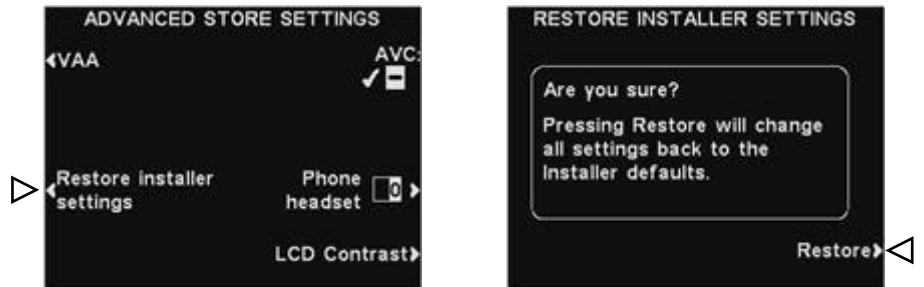 ADVANCED STORE SETTINGS
VAA
AVC:
Restore installer
settings
Phone
headset 0
LCD Contrast
RESTORE INSTALLER SETTINGS
Are you sure?
Pressing Restore will change
all settings back to the
Installer defaults.
Restore